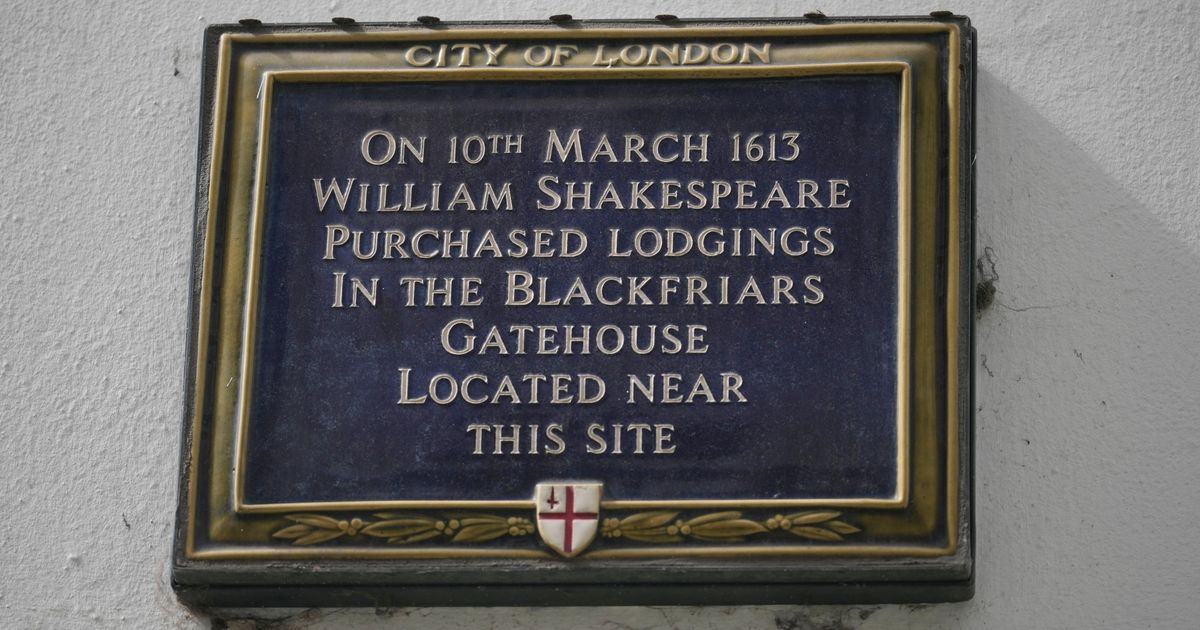 CITY OF LONDON
ON 10TH MARCH 1613
WILLIAM SHAKESPEARE
PURCHASED LODGINGS
IN THE BLACKFRIARS
GATEHOUSE
LOCATED NEAR
THIS SITE